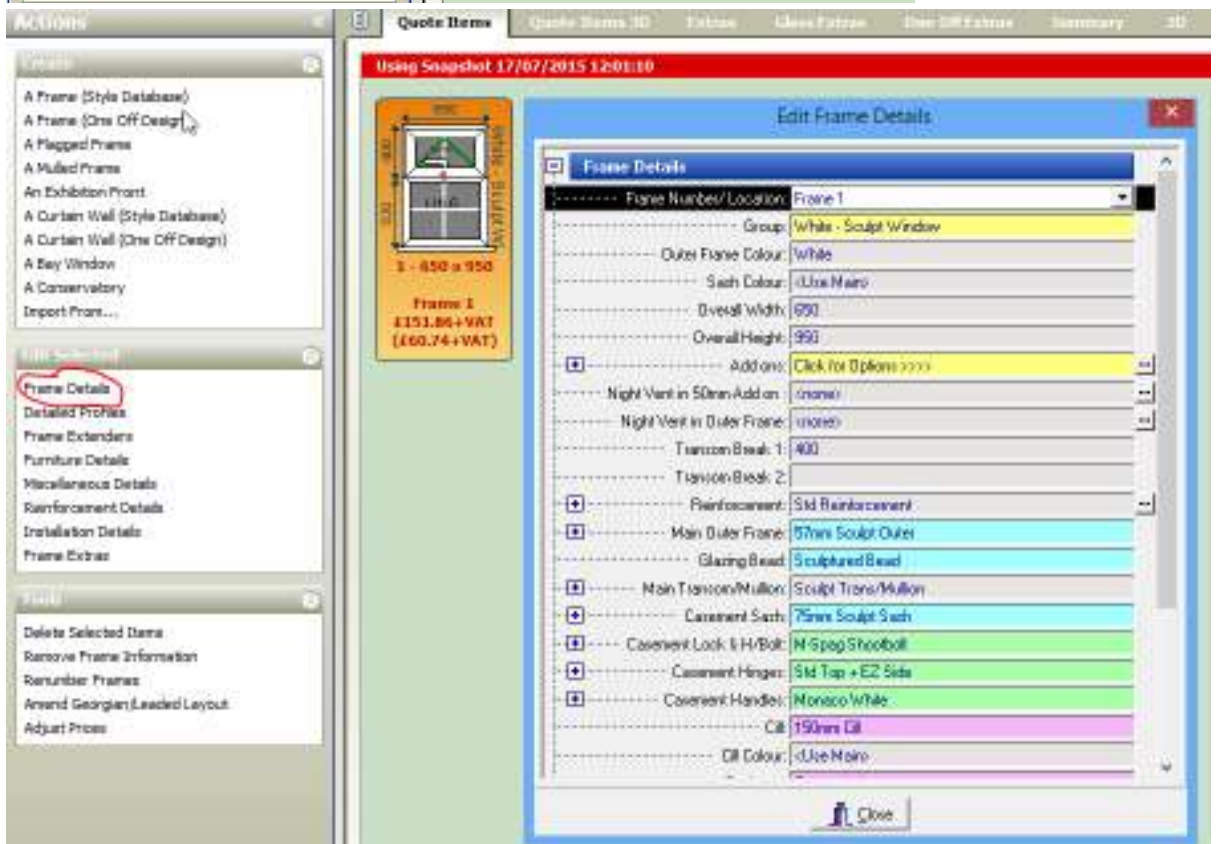 Actions
Create
A Frame (Style Database)
A Frame (One Off Design)
A Flagged Frame
A Mulled Frame
An Exhibition Front
A Curtain Wall (Style Database)
A Curtain Wall (One Off Design)
A Bay Window
A Conservatory
Import From...
Edit Selected
Frame Details
Detailed Profiles
Frame Extenders
Furniture Details
Miscellaneous Details
Reinforcement Details
Installation Details
Frame Extras
Tools
Delete Selected Items
Remove Frame Information
Renumber Frames
Amend Georgian/Leaded Layout
Adjust Prices
Quote Items
Quote Items 3D
Extras
Glass Extras
One Off Extras
Summary
3D
Using Snapshot 17/07/2015 12:01:10
White - Sculpt W
1 - 650 x 950
Frame 1
£151.86+VAT
(£60.74+VAT)
Edit Frame Details
Frame Details
Frame Number/Location: Frame 1
Group: White - Sculpt Window
Outer Frame Colour: White
Sash Colour: <Use Main>
Overall Width: 650
Overall Height: 950
Add ons: Click for Options >>>>
Night Vent in 50mm Add on: <none>
Night Vent in Outer Frame: <none>
Transom Break 1: 400
Transom Break 2:
Reinforcement: Std Reinforcement
Main Outer Frame: 57mm Sculpt Outer
Glazing Bead: Sculptured Bead
Main Transom/Mullion: Sculpt Trans/Mullion
Casement Sash: 75mm Sculpt Sash
Casement Lock & H/Bolt: M-Spag Shootbolt
Casement Hinges: Std Top + EZ Side
Casement Handles: Monaco White
Cill: 150mm Cill
Cill Colour: <Use Main>
Close